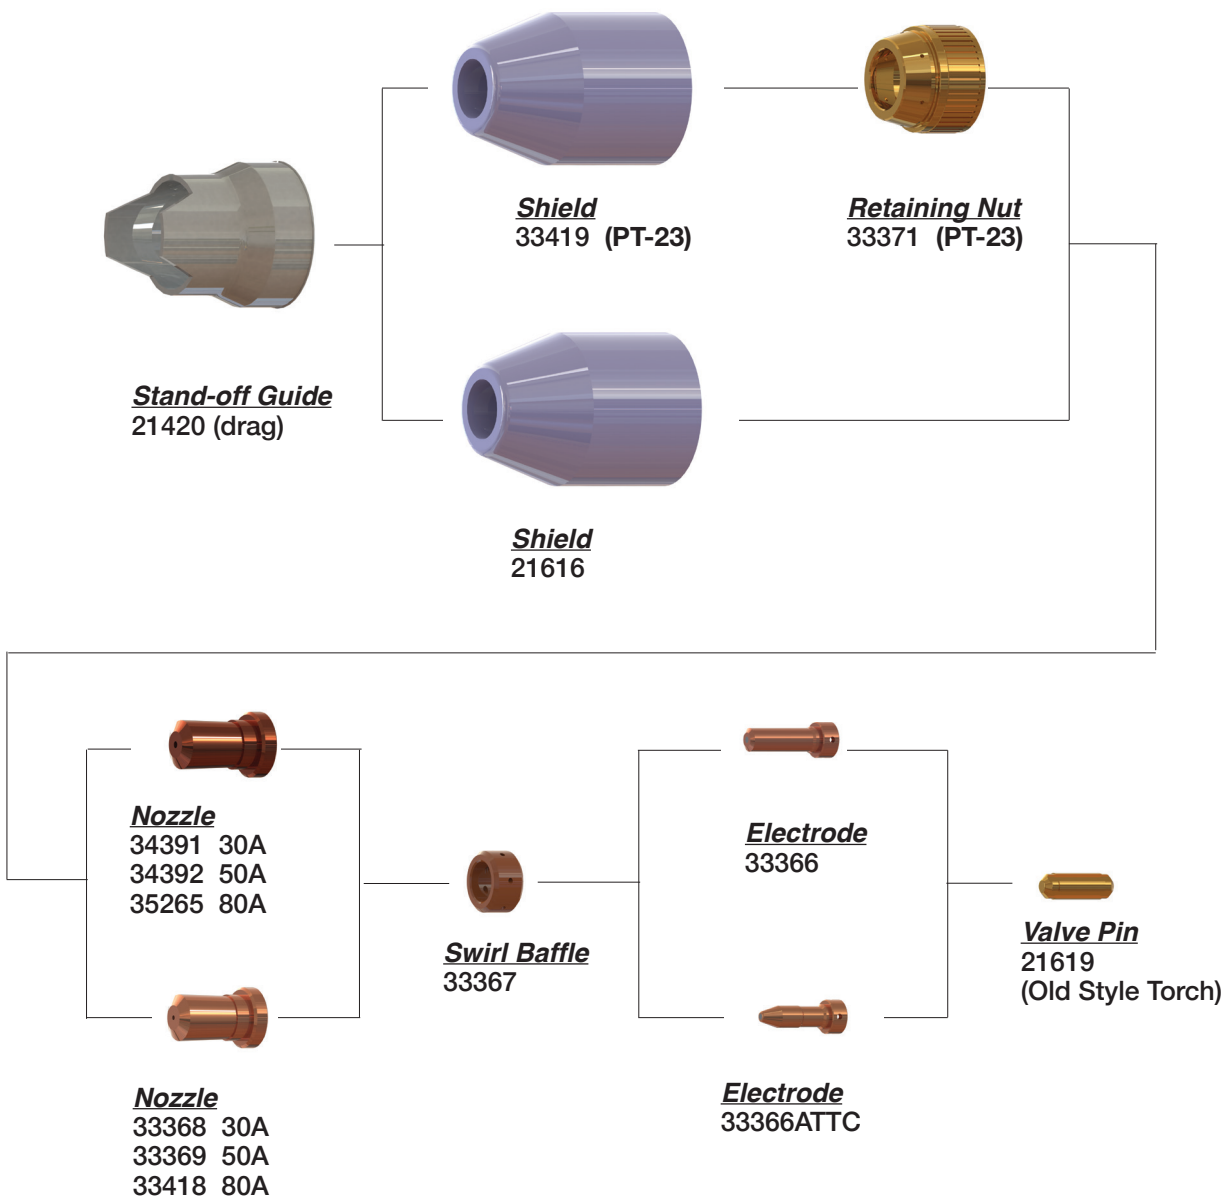 Shield
33419 (PT-23)
Retaining Nut
33371 (PT-23)
Stand-off Guide
21420 (drag)
Shield
21616
Nozzle
34391 30A
34392 50A
35265 80A
Electrode
33366
Swirl Baffle
33367
Valve Pin
21619
(Old Style Torch)
Nozzle
33368 30A
33369 50A
33418 80A
Electrode
33366ATTC